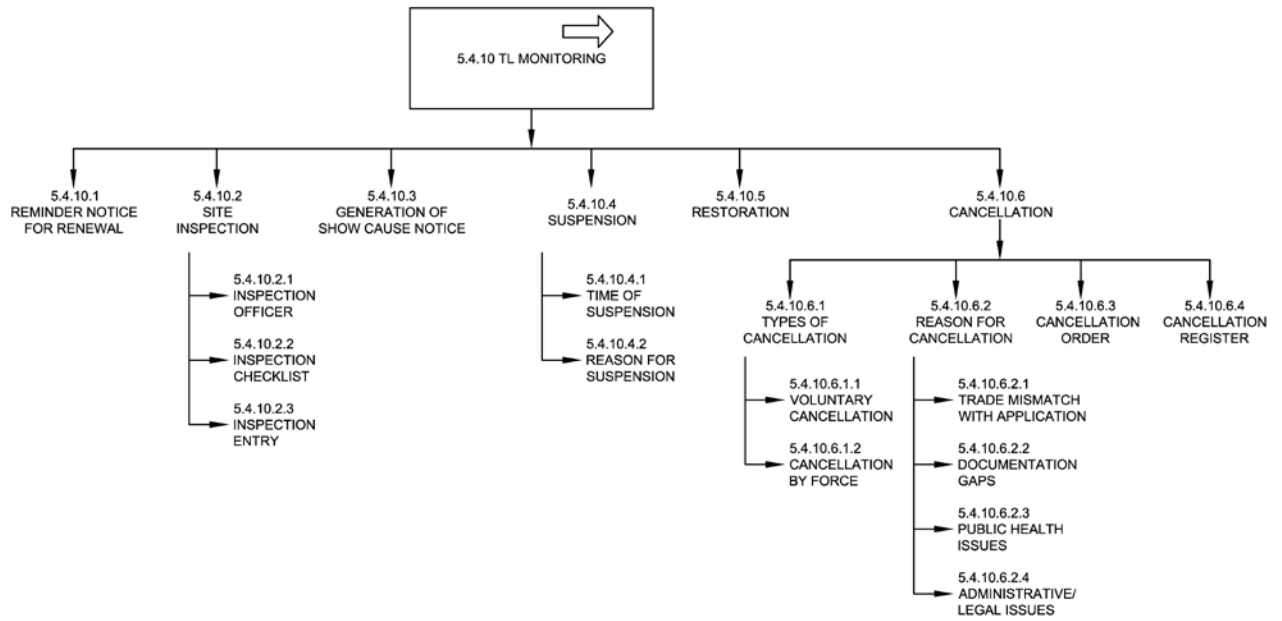 5.4.10 TL MONITORING
5.4.10.1
REMINDER NOTICE
FOR RENEWAL
5.4.10.2
SITE
INSPECTION
5.4.10.2.1
INSPECTION
OFFICER
5.4.10.2.2
INSPECTION
CHECKLIST
5.4.10.2.3
INSPECTION
ENTRY
5.4.10.3
GENERATION OF
SHOW CAUSE NOTICE
5.4.10.4
SUSPENSION
5.4.10.4.1
TIME OF
SUSPENSION
5.4.10.4.2
REASON FOR
SUSPENSION
5.4.10.5
RESTORATION
5.4.10.6
CANCELLATION
5.4.10.6.1
TYPES OF
CANCELLATION
5.4.10.6.1.1
VOLUNTARY
CANCELLATION
5.4.10.6.1.2
CANCELLATION
BY FORCE
5.4.10.6.2
REASON FOR
CANCELLATION
5.4.10.6.2.1
TRADE MISMATCH
WITH APPLICATION
5.4.10.6.2.2
DOCUMENTATION
GAPS
5.4.10.6.2.3
PUBLIC HEALTH
ISSUES
5.4.10.6.2.4
ADMINISTRATIVE/
LEGAL ISSUES
5.4.10.6.3
CANCELLATION
ORDER
5.4.10.6.4
CANCELLATION
REGISTER